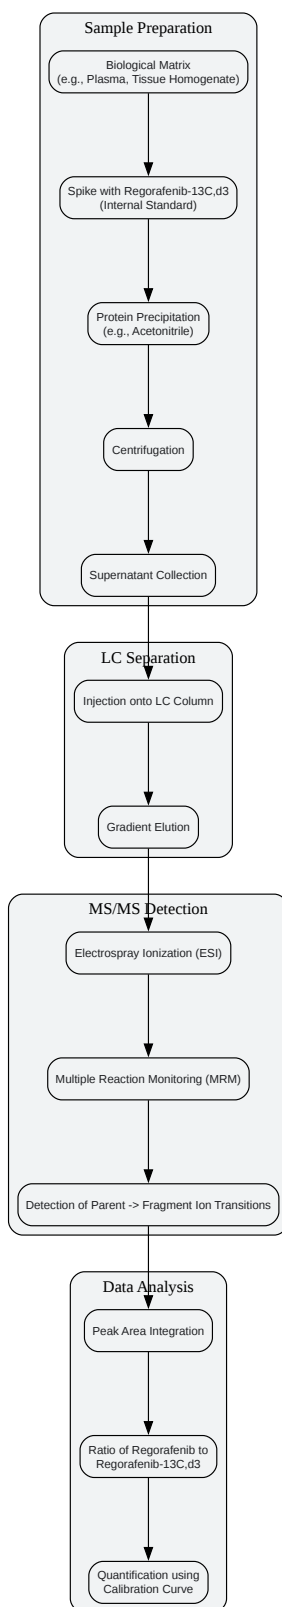 Sample Preparation
Biological Matrix
(e.g., Plasma, Tissue Homogenate)
Spike with Regorafenib-13C,d3
(Internal Standard)
Protein Precipitation
(e.g., Acetonitrile)
Centrifugation
Supernatant Collection
LC Separation
Injection onto LC Column
Gradient Elution
MS/MS Detection
Electrospray Ionization (ESI)
Multiple Reaction Monitoring (MRM)
Detection of Parent -> Fragment Ion Transitions
Data Analysis
Peak Area Integration
Ratio of Regorafenib to
Regorafenib-13C,d3
Quantification using
Calibration Curve